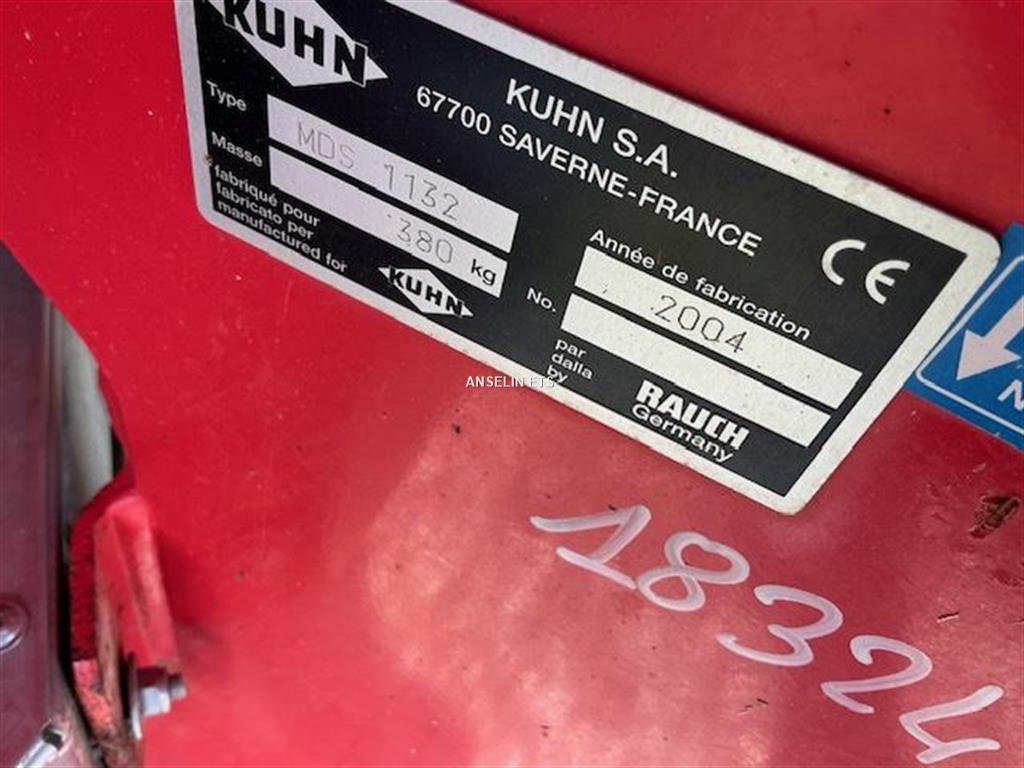 KUHN
KUHN S.A.
67700 SAVERNE-FRANCE
Type MDS 1132
Masse 380 kg
fabriqué pour
fabricato per
manufactured for
KUHN
Année de fabrication
2004
No.
par
dalla
by
RAUCH
Germany
CE
N
ANSELIN ETS
18324